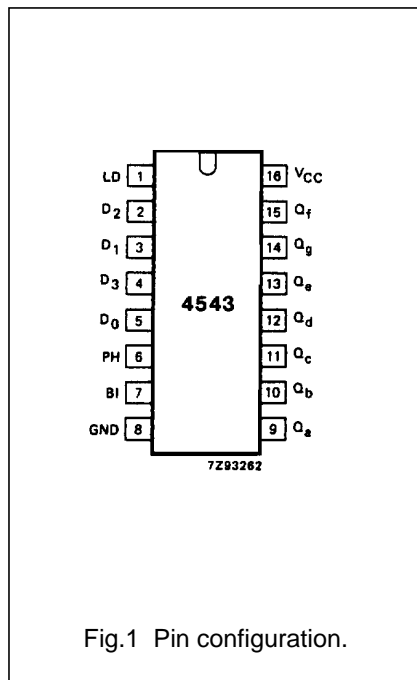 LD 1 16 VCC
D2 2 15 Qf
D1 3 14 Qg
D3 4 13 Qe
D0 5 4543 12 Qd
PH 6 11 Qc
BI 7 10 Qb
GND 8 9 Qa
7Z93262
Fig.1 Pin configuration.